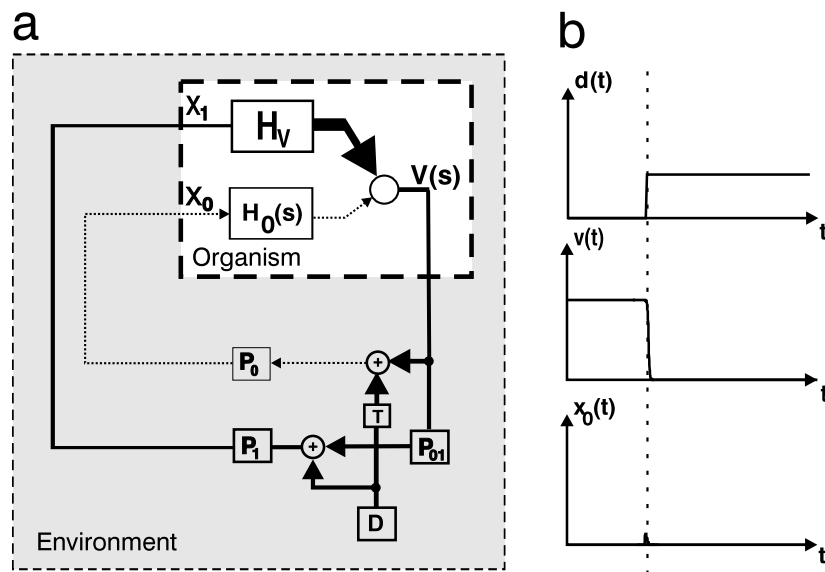 a
X1
HV
V(s)
X0
H0(s)
Organism
P0
+
T
P1
+
P01
D
Environment
b
d(t)
t
v(t)
t
x0(t)
t